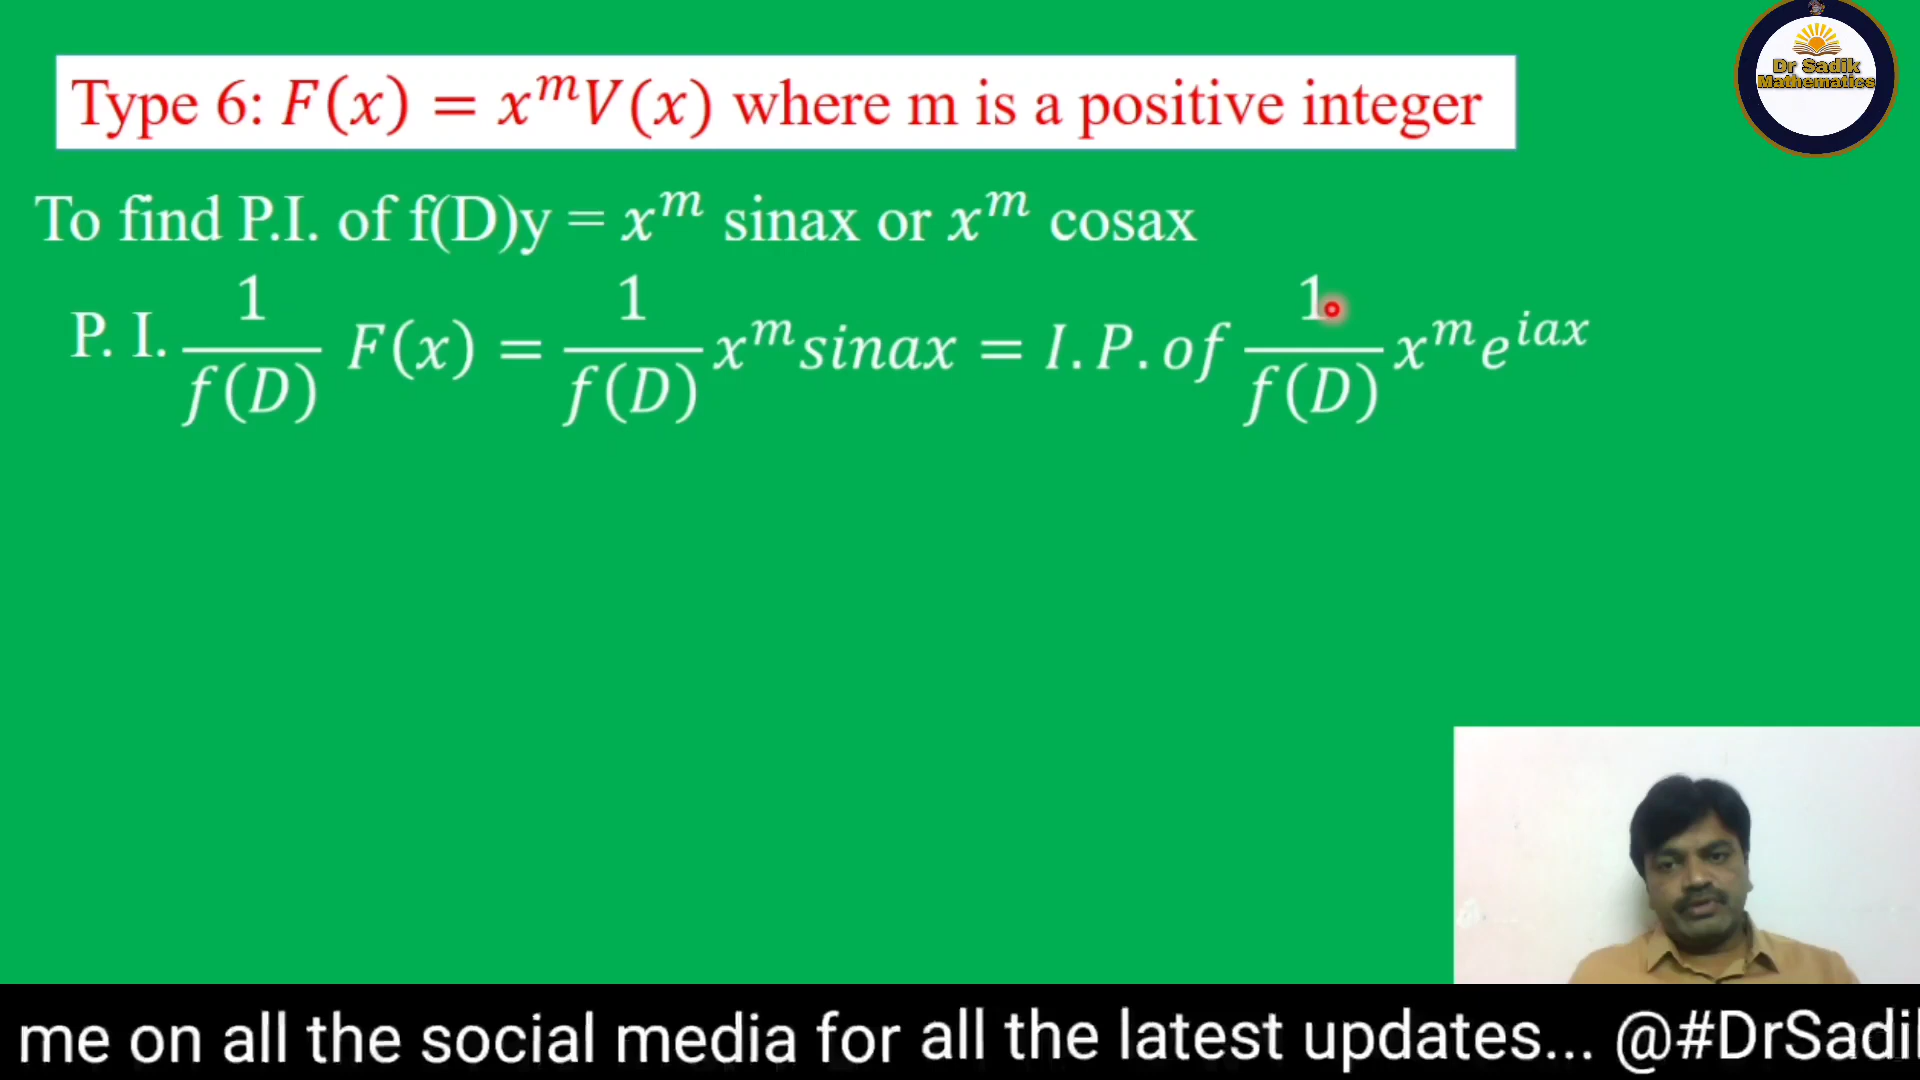 Dr Sadik
Mathematics
Type 6: F(x) = x^m V(x) where m is a positive integer
To find P.I. of f(D)y = x^m sinax or x^m cosax
P. I. 1/f(D) F(x) = 1/f(D) x^m sinax = I.P. of 1/f(D) x^m e^{iax}
me on all the social media for all the latest updates... @#DrSadi